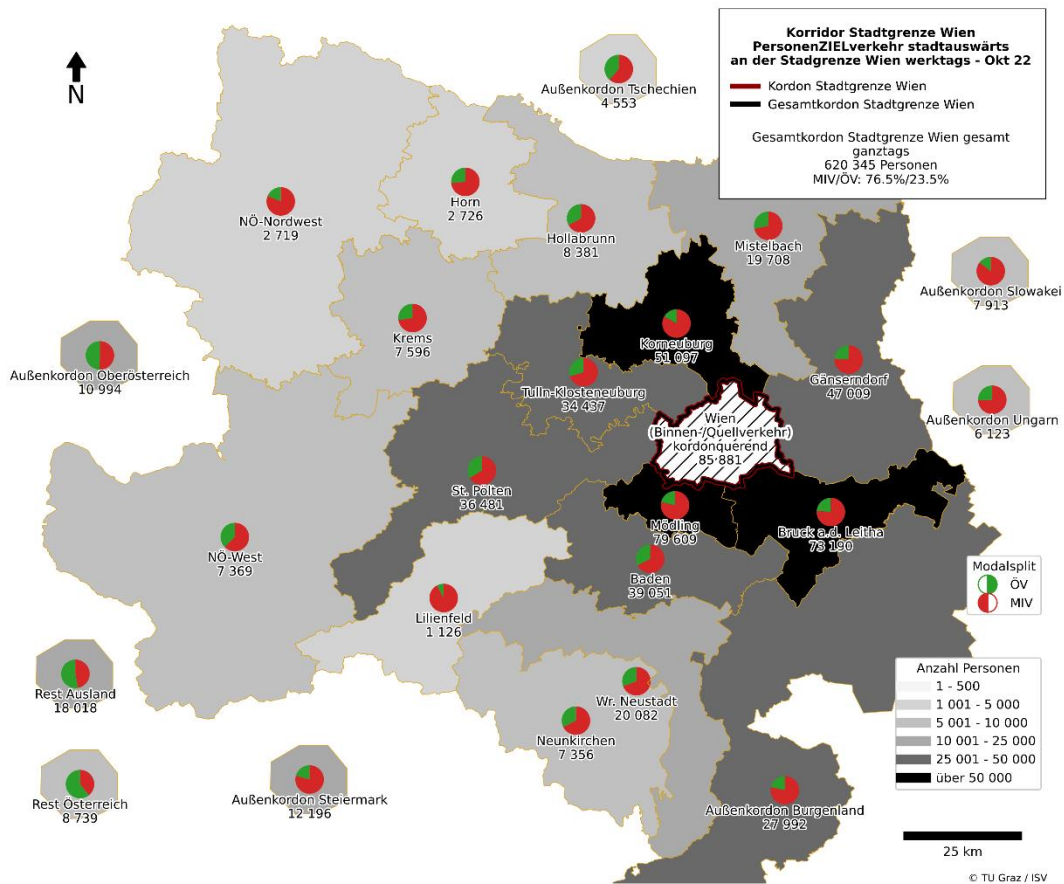 Korridor Stadtgrenze Wien
PersonenZIELverkehr stadtauswärts
an der Stadgrenze Wien werktags - Okt 22
Kordon Stadtgrenze Wien
Gesamtkordon Stadtgrenze Wien
Gesamtkordon Stadtgrenze Wien gesamt
ganztags
620 345 Personen
MIV/ÖV: 76.5%/23.5%
N
Außenkordon Tschechien
4 553
Horn
2 726
NÖ-Nordwest
2 719
Hollabrunn
8 381
Mistelbach
19 708
Außenkordon Slowakei
7 913
Krems
7 596
Korneuburg
51 097
Außenkordon Oberösterreich
10 994
Gänserndorf
47 009
Tulln-Klosteneuburg
34 437
Außenkordon Ungarn
6 123
Wien
(Binnen-/Quellverkehr)
kordonquerend
85 881
St. Pölten
36 481
Mödling
79 609
Bruck a.d. Leitha
73 190
NÖ-West
7 369
Baden
39 051
Modalsplit
ÖV
MIV
Lilienfeld
1 126
Rest Ausland
18 018
Wr. Neustadt
20 082
Neunkirchen
7 356
Anzahl Personen
1 - 500
1 001 - 5 000
5 001 - 10 000
10 001 - 25 000
25 001 - 50 000
über 50 000
Rest Österreich
8 739
Außenkordon Steiermark
12 196
Außenkordon Burgenland
27 992
25 km
© TU Graz / ISV